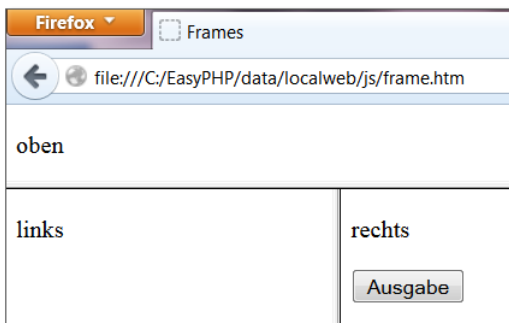 Firefox
Frames
file:///C:/EasyPHP/data/localweb/js/frame.htm
oben
links
rechts
Ausgabe